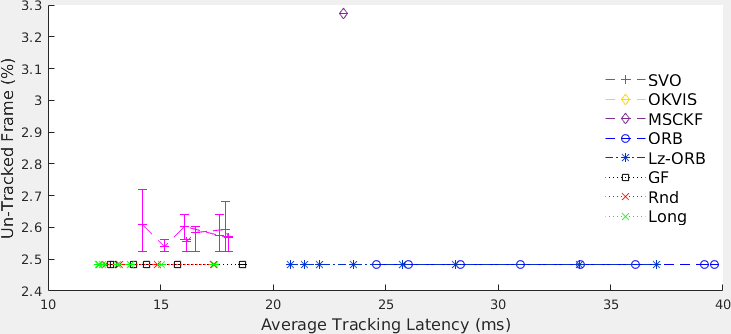 3.3
3.2
3.1
3
2.9
2.8
2.7
2.6
2.5
2.4
Un-Tracked Frame (%)
10 15 20 25 30 35 40
Average Tracking Latency (ms)
SVO
OKVIS
MSCKF
ORB
Lz-ORB
GF
Rnd
Long